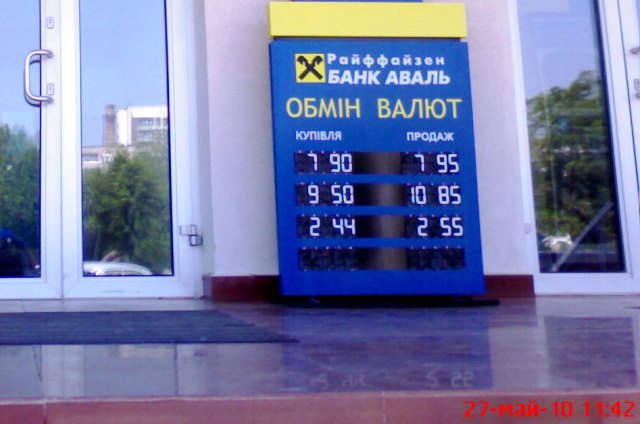 Райффайзен
БАНК АВАЛЬ
ОБМІН ВАЛЮТ
КУПІВЛЯ ПРОДАЖ
7 90 7 95
9 50 10 85
2 44 2 55
27-май-10 11:42